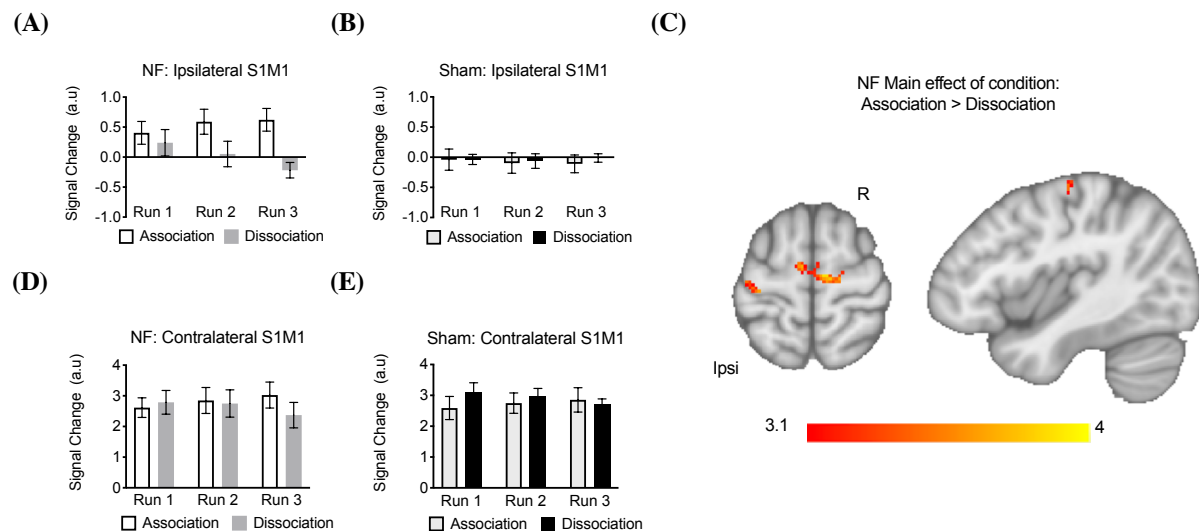 (A)
NF: Ipsilateral S1M1
Signal Change (a.u)
1.0
0.5
0.0
-0.5
-1.0
Run 1 Run 2 Run 3
Association Dissociation
(B)
Sham: Ipsilateral S1M1
Signal Change (a.u)
1.0
0.5
0.0
-0.5
-1.0
Run 1 Run 2 Run 3
Association Dissociation
(C)
NF Main effect of condition:
Association > Dissociation
R
Ipsi
3.1 4
(D)
NF: Contralateral S1M1
Signal Change (a.u)
4
3
2
1
0
Run 1 Run 2 Run 3
Association Dissociation
(E)
Sham: Contralateral S1M1
Signal Change (a.u)
4
3
2
1
0
Run 1 Run 2 Run 3
Association Dissociation